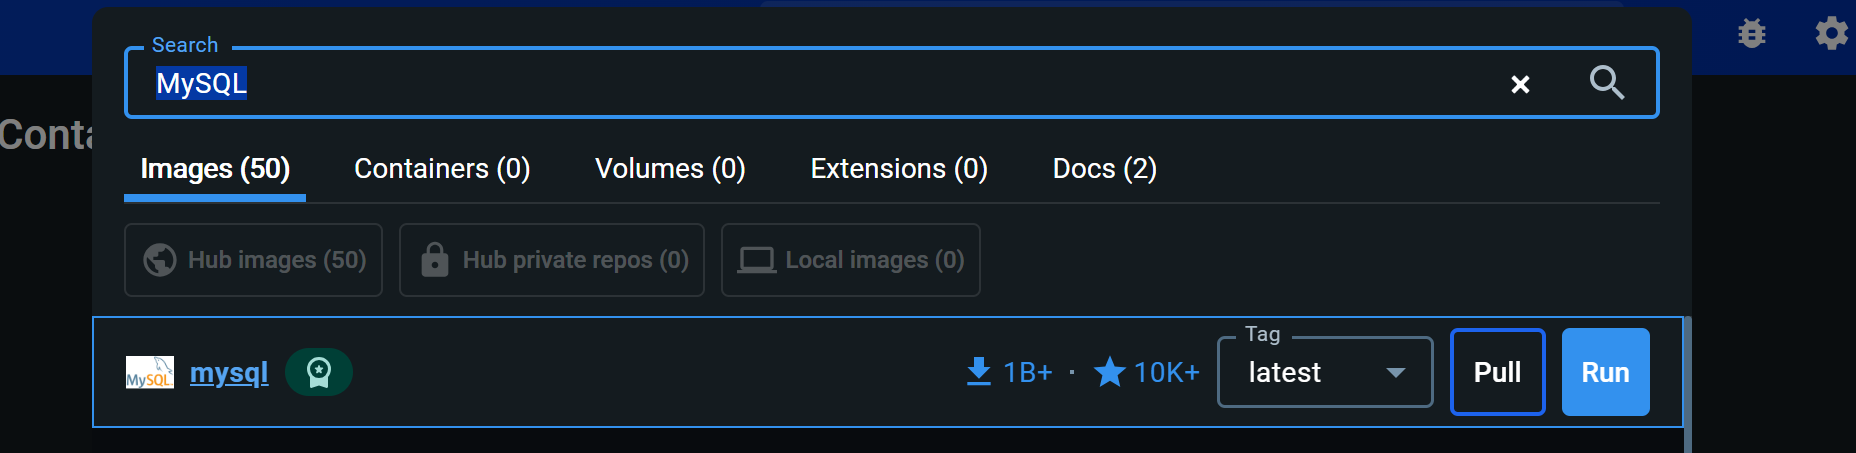 Search
MySQL
Conta
Images (50) Containers (0) Volumes (0) Extensions (0) Docs (2)
Hub images (50) Hub private repos (0) Local images (0)
Tag
MySQL mysql 1B+ · 10K+ latest Pull Run